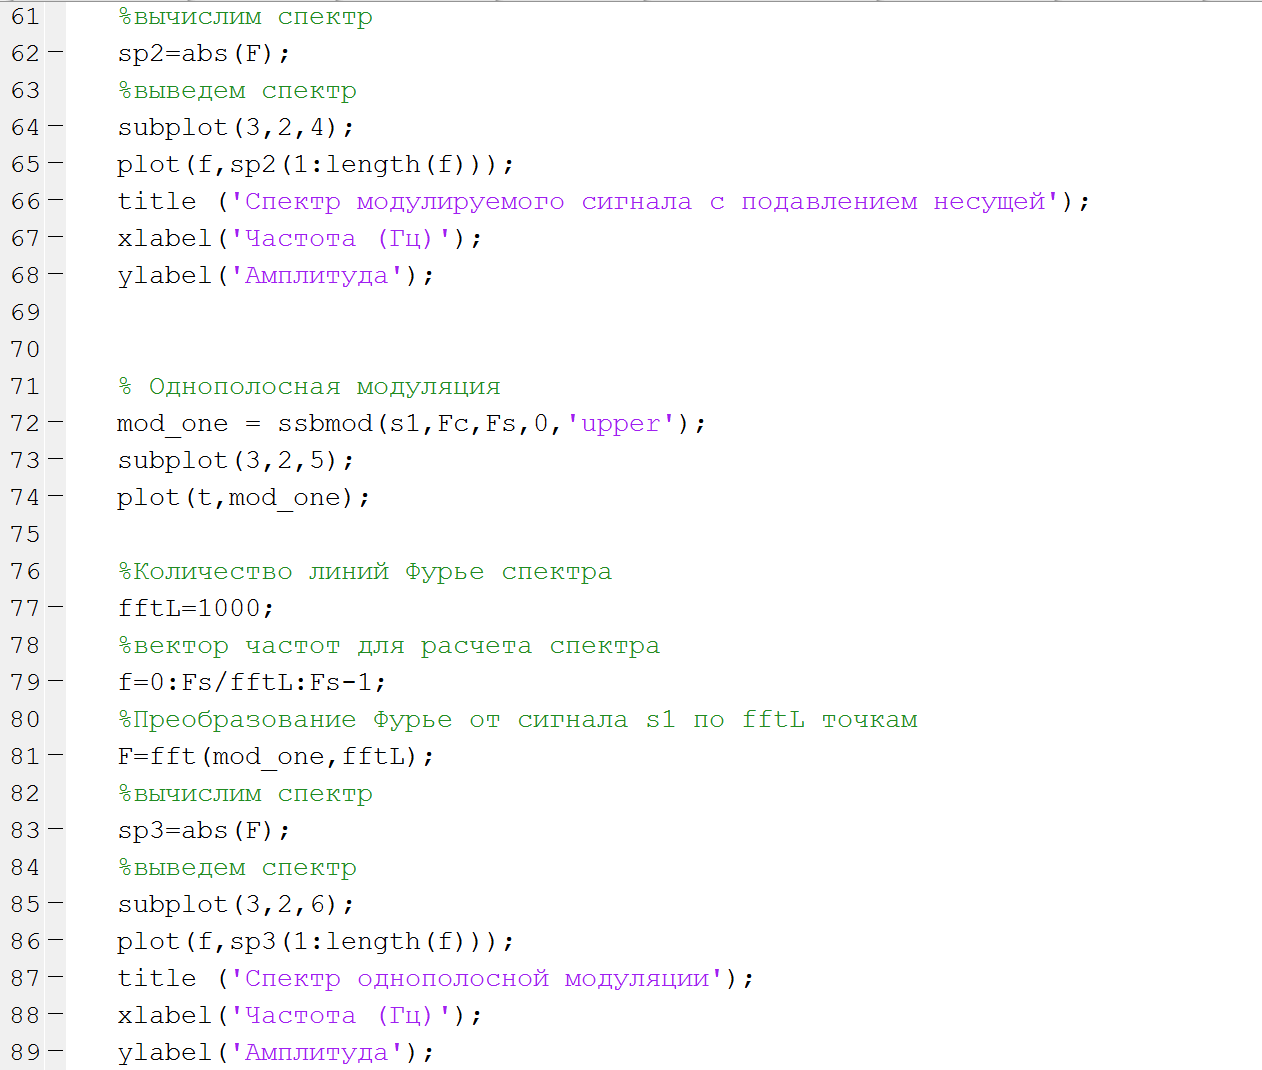 61 %вычислим спектр
62 – sp2=abs(F);
63 %выведем спектр
64 – subplot(3,2,4);
65 – plot(f,sp2(1:length(f)));
66 – title ('Спектр модулируемого сигнала с подавлением несущей');
67 – xlabel('Частота (Гц)');
68 – ylabel('Амплитуда');
69
70
71 % Однополосная модуляция
72 – mod_one = ssbmod(s1,Fc,Fs,0,'upper');
73 – subplot(3,2,5);
74 – plot(t,mod_one);
75
76 %Количество линий Фурье спектра
77 – fftL=1000;
78 %вектор частот для расчета спектра
79 – f=0:Fs/fftL:Fs-1;
80 %Преобразование Фурье от сигнала s1 по fftL точкам
81 – F=fft(mod_one,fftL);
82 %вычислим спектр
83 – sp3=abs(F);
84 %выведем спектр
85 – subplot(3,2,6);
86 – plot(f,sp3(1:length(f)));
87 – title ('Спектр однополосной модуляции');
88 – xlabel('Частота (Гц)');
89 – ylabel('Амплитуда');